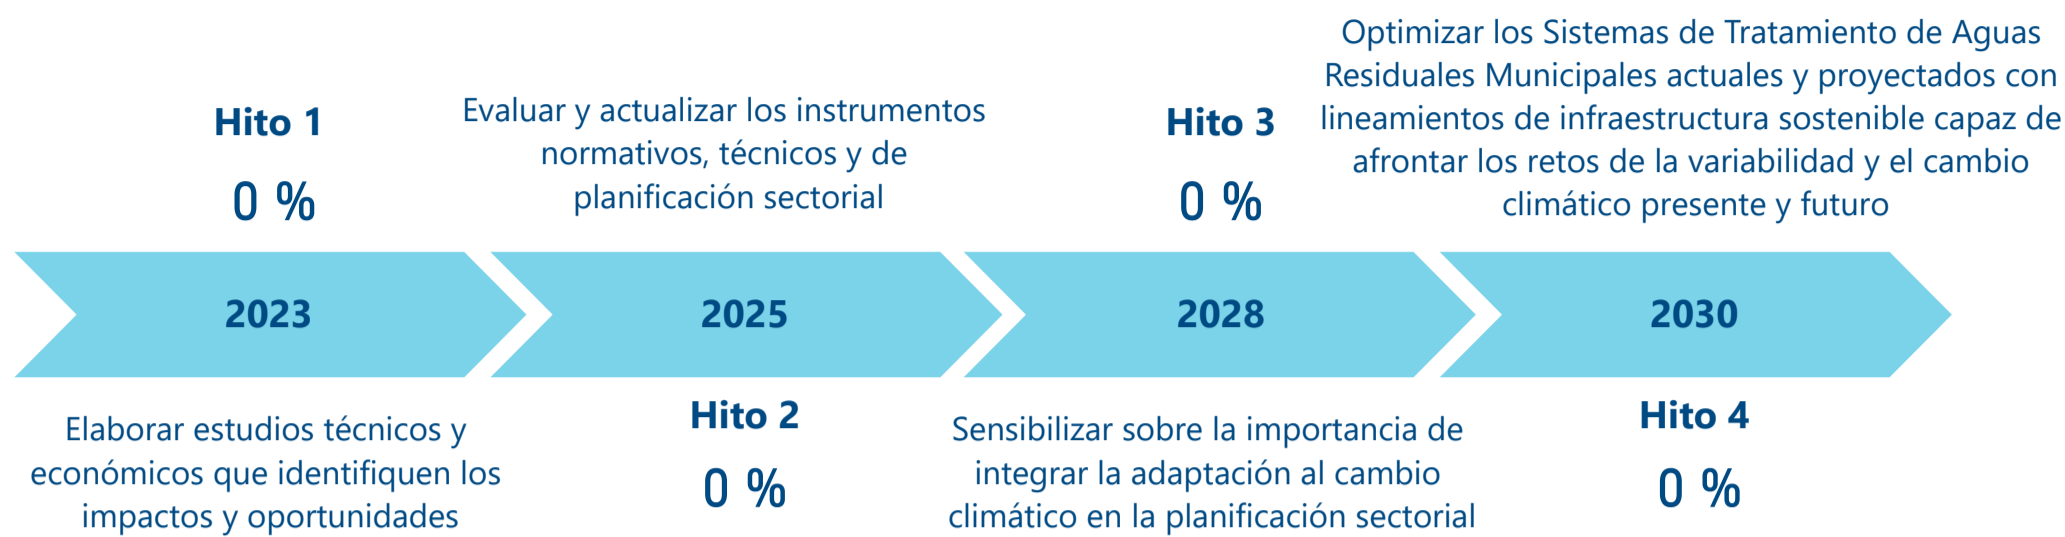 Hito 1
0 %
2023
Elaborar estudios técnicos y
económicos que identifiquen los
impactos y oportunidades
Evaluar y actualizar los instrumentos
normativos, técnicos y de
planificación sectorial
2025
Hito 2
0 %
Hito 3
0 %
2028
Sensibilizar sobre la importancia de
integrar la adaptación al cambio
climático en la planificación sectorial
Optimizar los Sistemas de Tratamiento de Aguas
Residuales Municipales actuales y proyectados con
lineamientos de infraestructura sostenible capaz de
afrontar los retos de la variabilidad y el cambio
climático presente y futuro
2030
Hito 4
0 %